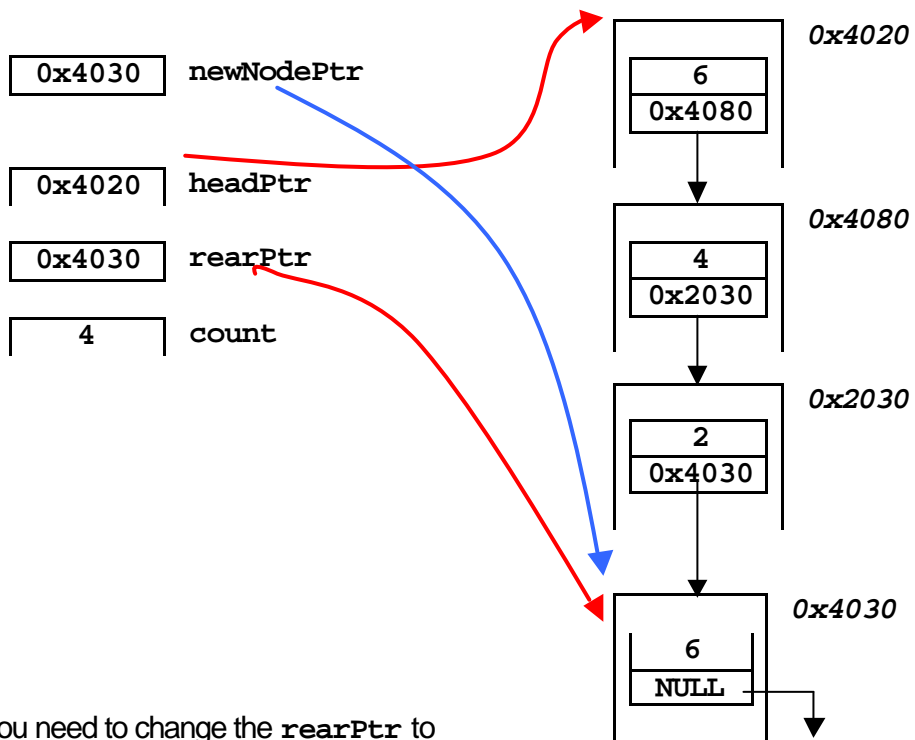 0x4030 newNodePtr
0x4020 headPtr
0x4030 rearPtr
4 count
0x4020
6
0x4080
0x4080
4
0x2030
0x2030
2
0x4030
0x4030
6
NULL
ou need to change the rearPtr to